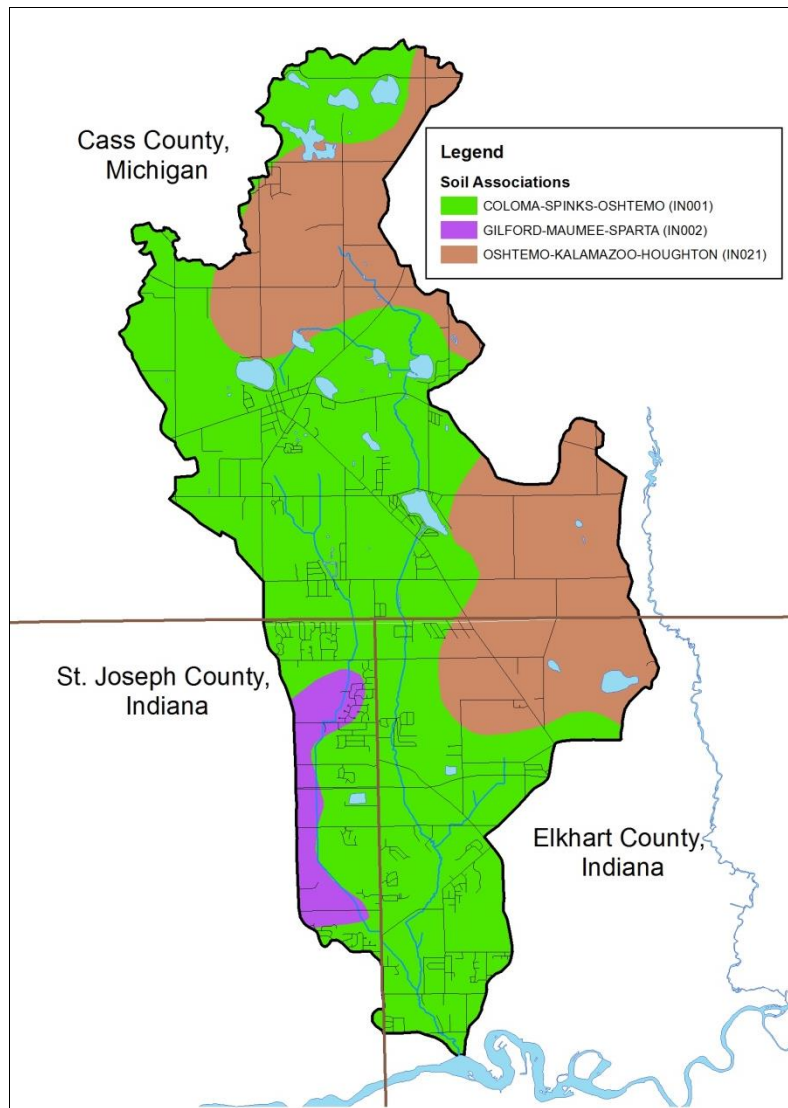 Cass County,
Michigan
Legend
Soil Associations
COLOMA-SPINKS-OSHTEMO (IN001)
GILFORD-MAUMEE-SPARTA (IN002)
OSHTEMO-KALAMAZOO-HOUGHTON (IN021)
St. Joseph County,
Indiana
Elkhart County,
Indiana